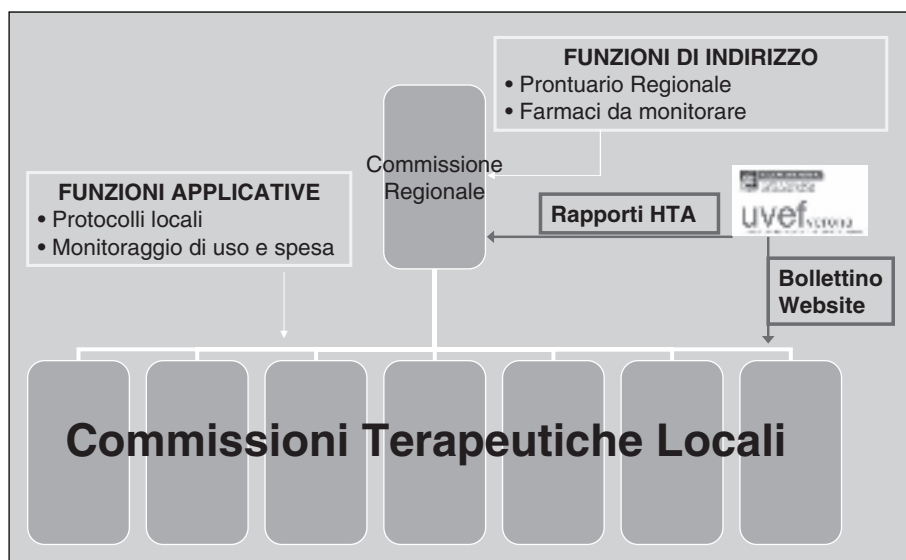 FUNZIONI DI INDIRIZZO
• Prontuario Regionale
• Farmaci da monitorare
Commissione
Regionale
FUNZIONI APPLICATIVE
• Protocolli locali
• Monitoraggio di uso e spesa
Rapporti HTA
uvef verona
Bollettino
Website
Commissioni Terapeutiche Locali